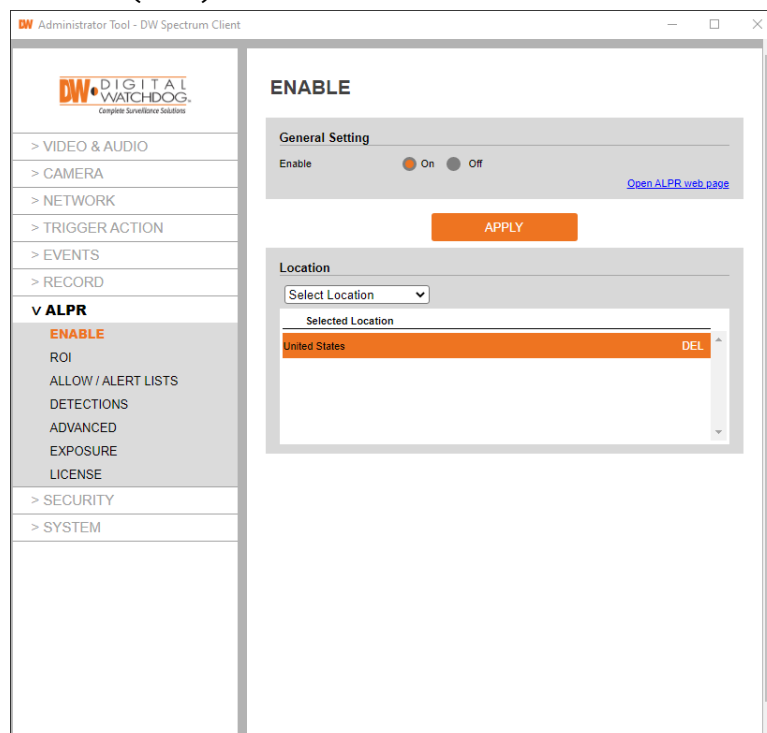 DW Administrator Tool - DW Spectrum Client
DW DIGITAL
WATCHDOG.
Complete Surveillance Solutions
> VIDEO & AUDIO
> CAMERA
> NETWORK
> TRIGGER ACTION
> EVENTS
> RECORD
v ALPR
ENABLE
ROI
ALLOW / ALERT LISTS
DETECTIONS
ADVANCED
EXPOSURE
LICENSE
> SECURITY
> SYSTEM
ENABLE
General Setting
Enable On Off
Open ALPR web page
APPLY
Location
Select Location
Selected Location
United States DEL